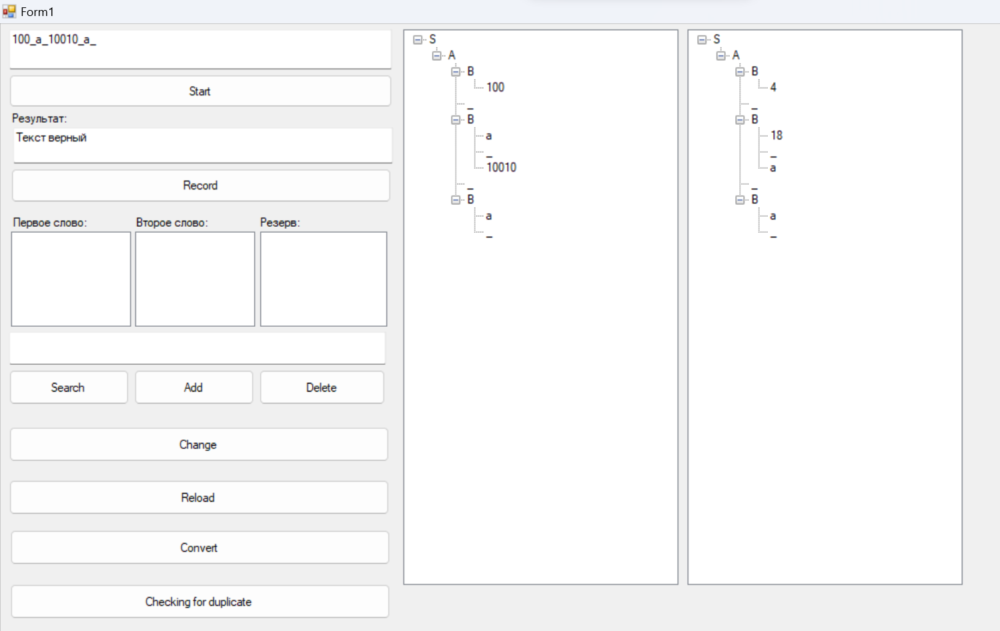 Form1
100_a_10010_a_
Start
Результат:
Текст верный
Record
Первое слово: Второе слово: Резерв:
Search Add Delete
Change
Reload
Convert
Checking for duplicate
S
A
B
100
_
B
a
_
10010
_
B
a
_
S
A
B
4
_
B
18
_
a
_
B
a
_